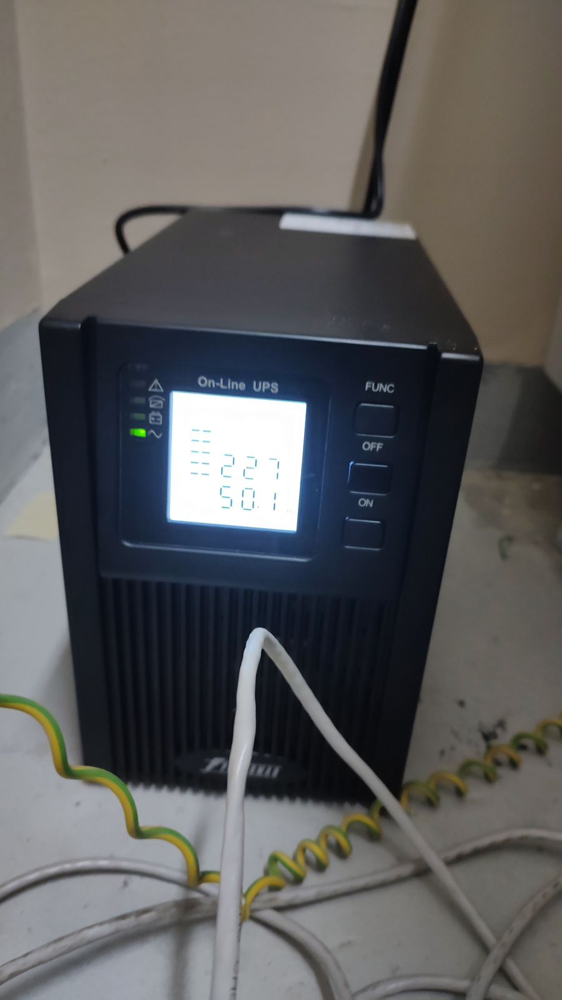 On-Line UPS
FUNC
OFF
ON
227
50.1